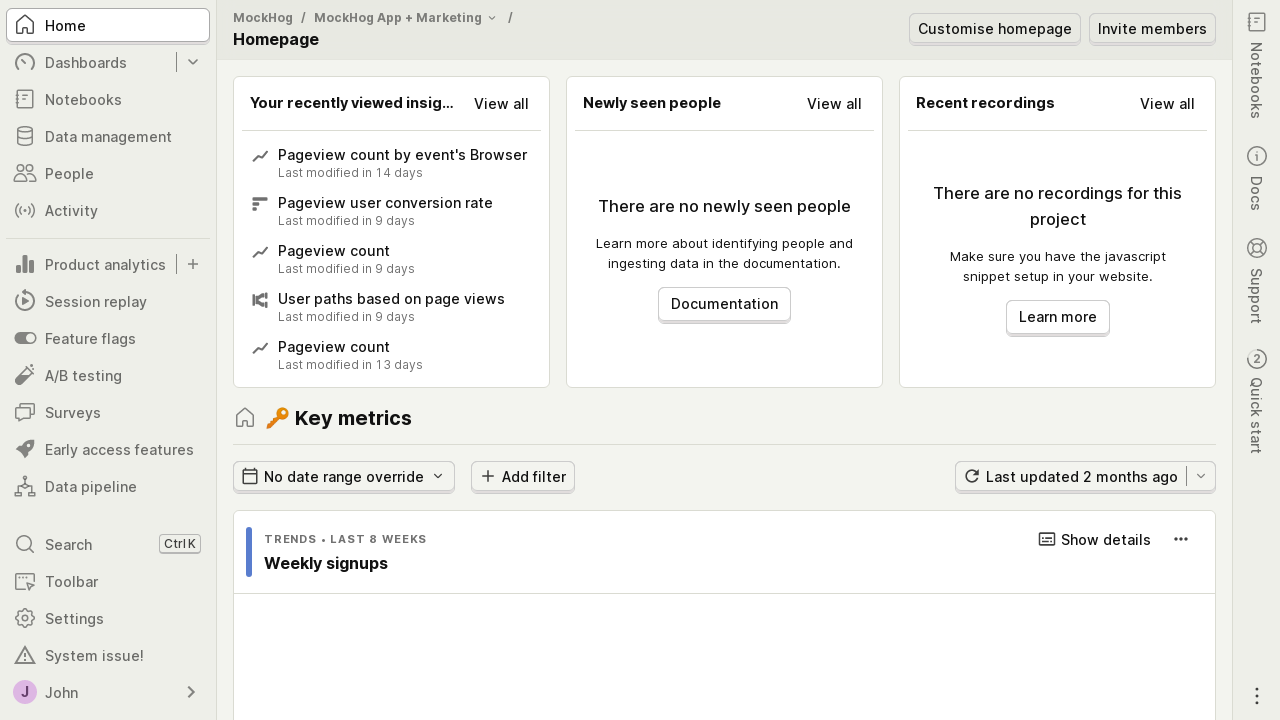 Home
Dashboards
Notebooks
Data management
People
Activity
Product analytics
Session replay
Feature flags
A/B testing
Surveys
Early access features
Data pipeline
Search
Ctrl K
Toolbar
Settings
System issue!
J
John
MockHog / MockHog App + Marketing /
Homepage
Customise homepage
Invite members
Your recently viewed insig...
View all
Pageview count by event's Browser
Last modified in 14 days
Pageview user conversion rate
Last modified in 9 days
Pageview count
Last modified in 9 days
User paths based on page views
Last modified in 9 days
Pageview count
Last modified in 13 days
Newly seen people
View all
There are no newly seen people
Learn more about identifying people and
ingesting data in the documentation.
Documentation
Recent recordings
View all
There are no recordings for this
project
Make sure you have the javascript
snippet setup in your website.
Learn more
🔑 Key metrics
No date range override
Add filter
Last updated 2 months ago
TRENDS • LAST 8 WEEKS
Weekly signups
Show details
Notebooks
Docs
Support
2
Quick start